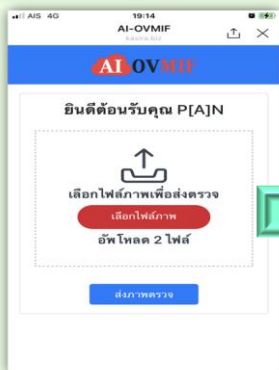 AIS 4G 19:14
AI-OVMIF
AI OVMIF
ยินดีต้อนรับคุณ P[A]N
เลือกไฟล์ภาพเพื่อส่งตรวจ
เลือกไฟล์ภาพ
อัพโหลด 2 ไฟล์
ส่งภาพตรวจ